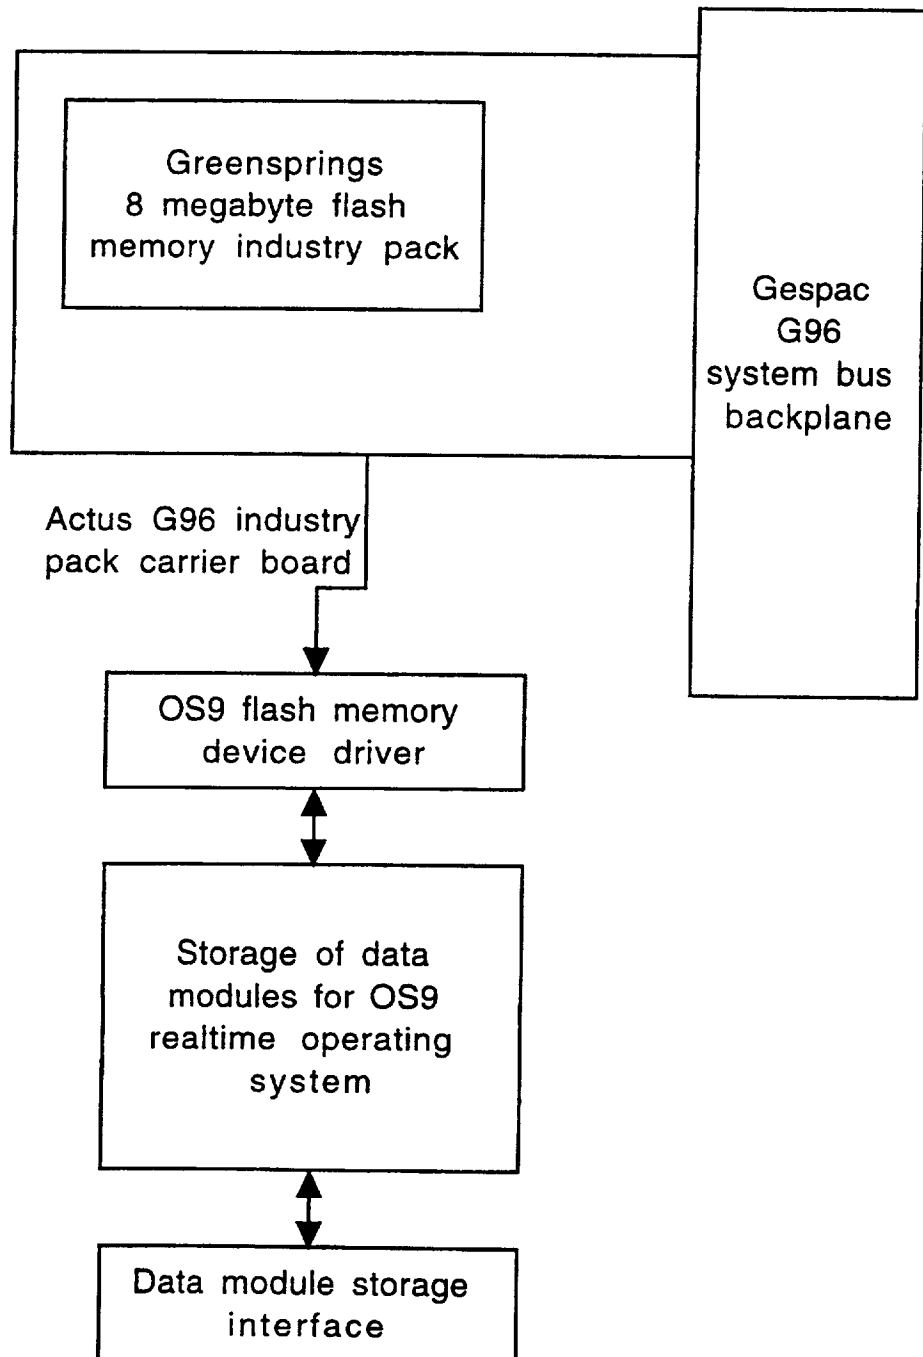 Greensprings
8 megabyte flash
memory industry pack
Gespac
G96
system bus
backplane
Actus G96 industry
pack carrier board
OS9 flash memory
device driver
Storage of data
modules for OS9
realtime operating
system
Data module storage
interface